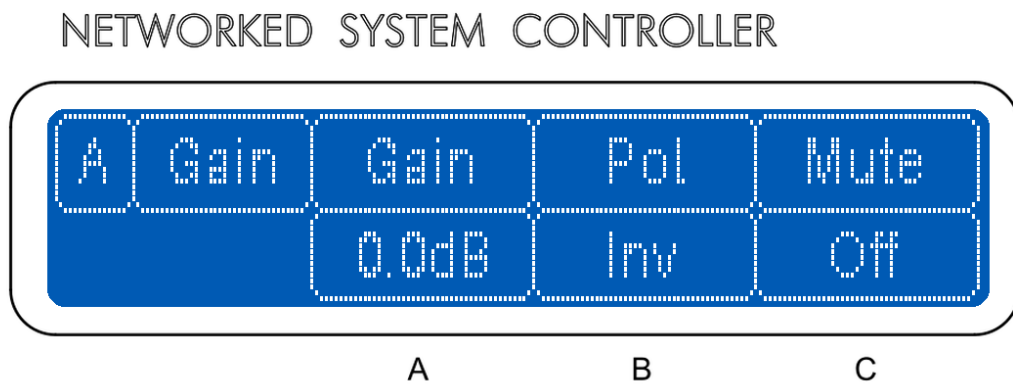 NETWORKED SYSTEM CONTROLLER
A Gain Gain Pol Mute
0.0dB Inv Off
A B C